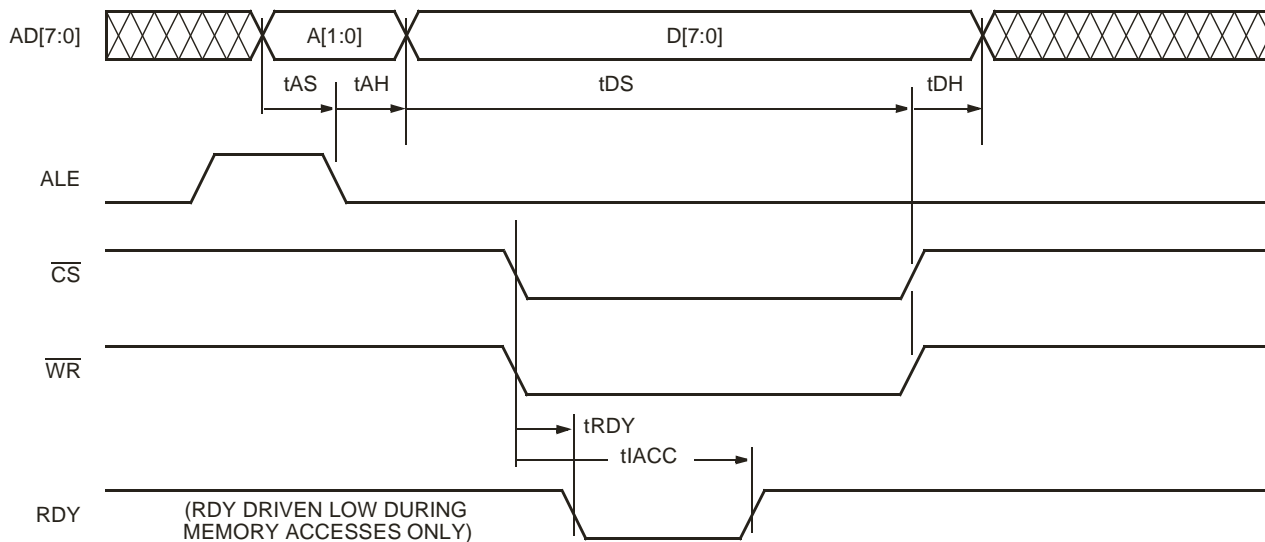 AD[7:0]
A[1:0]
D[7:0]
tAS
tAH
tDS
tDH
ALE
CS
WR
tRDY
tIACC
RDY
(RDY DRIVEN LOW DURING
MEMORY ACCESSES ONLY)